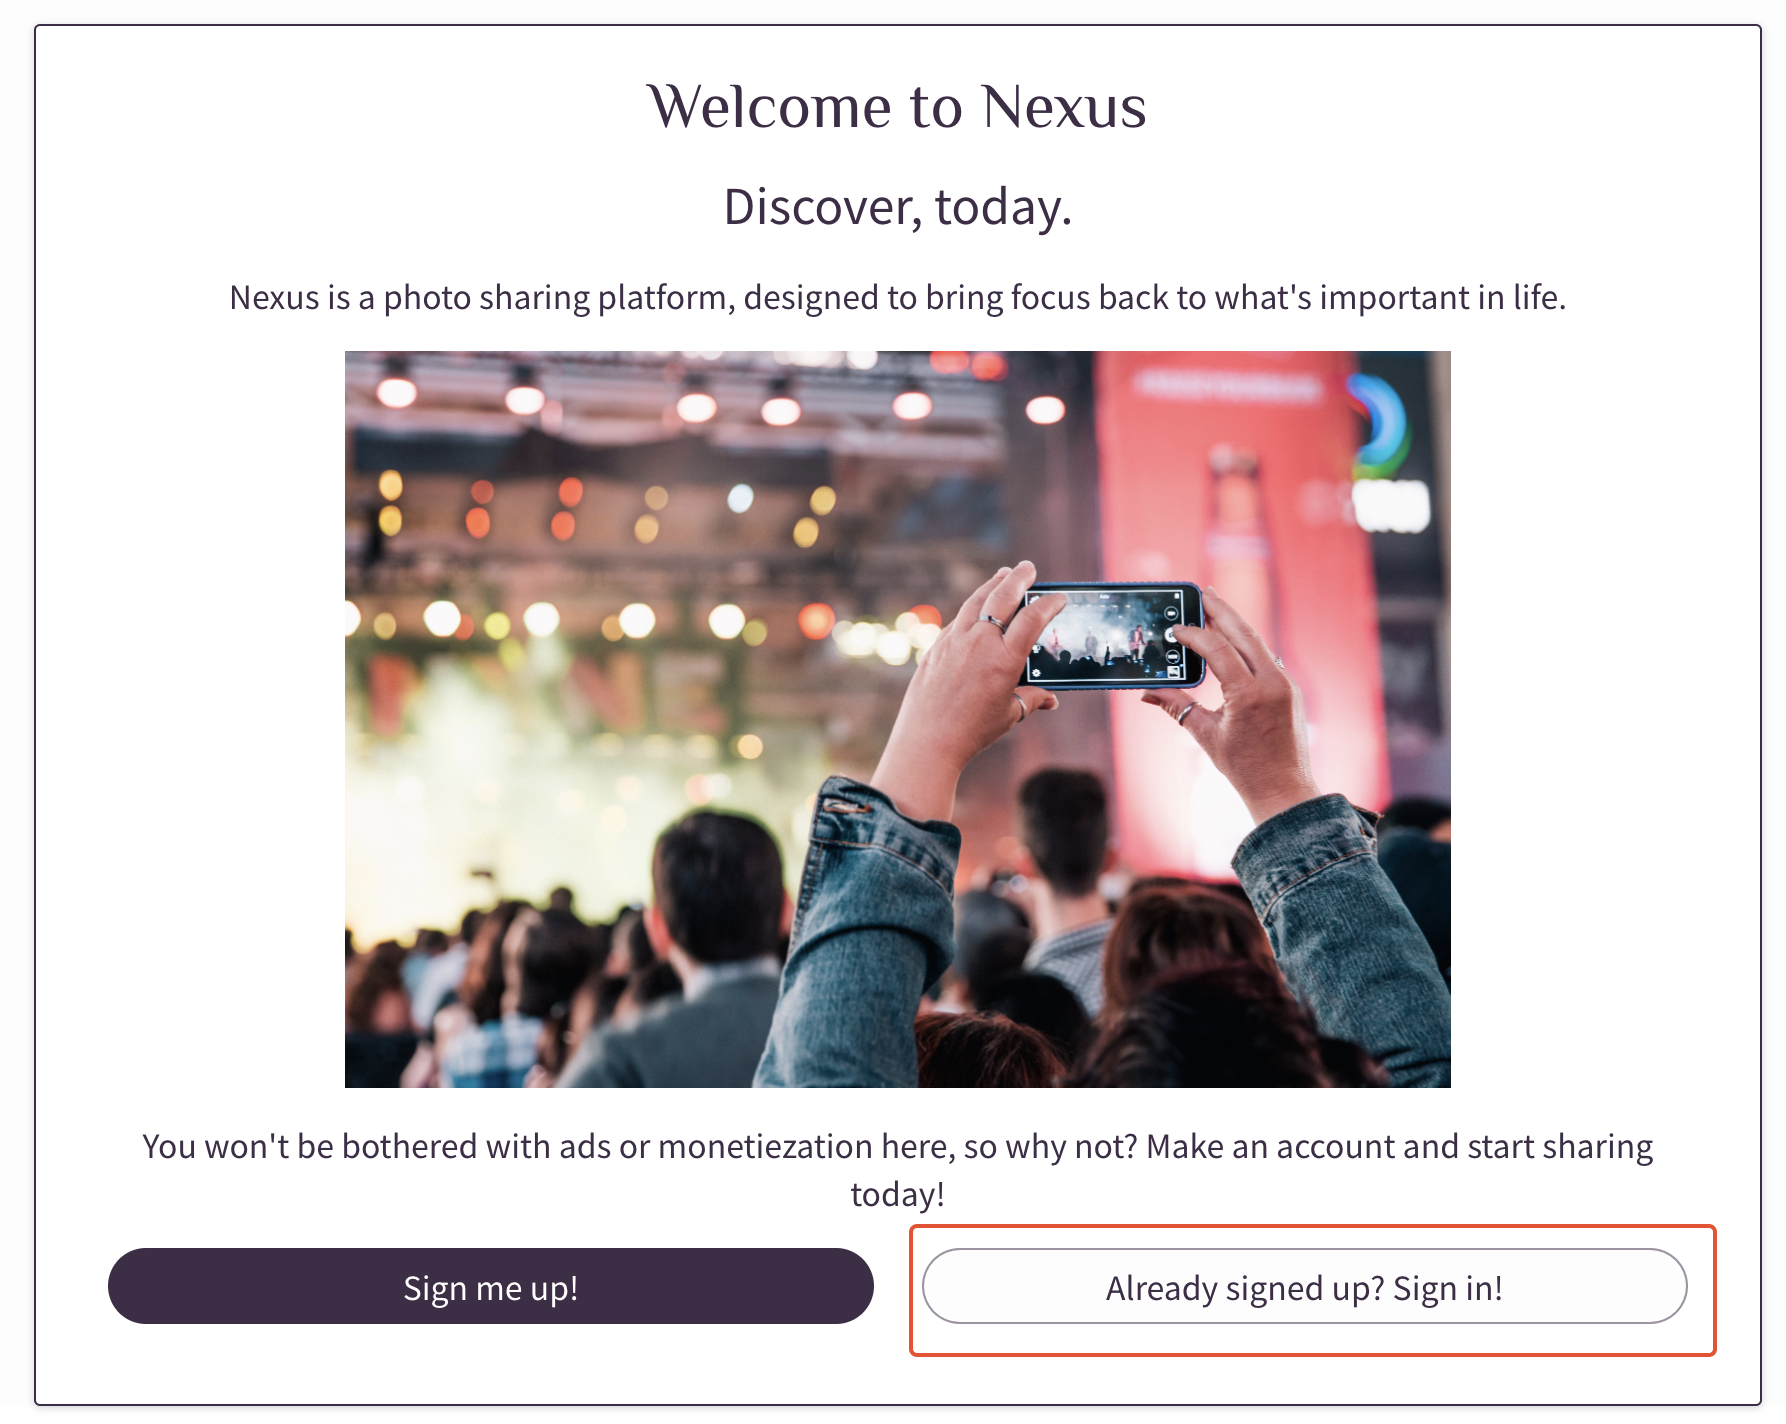 Welcome to Nexus
Discover, today.
Nexus is a photo sharing platform, designed to bring focus back to what's important in life.
You won't be bothered with ads or monetiezation here, so why not? Make an account and start sharing
today!
Sign me up!
Already signed up? Sign in!